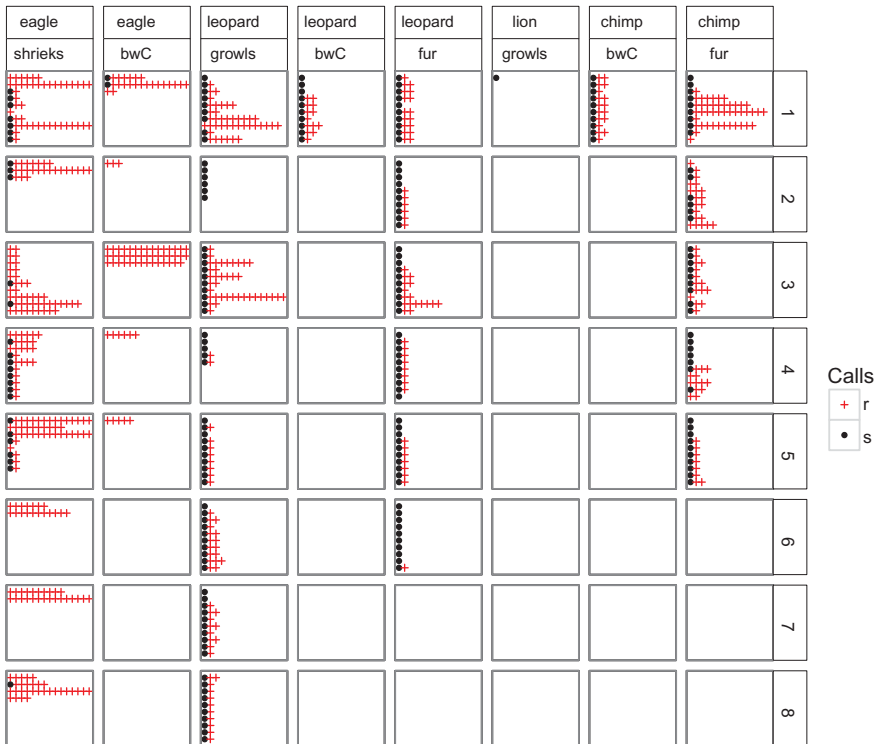 eagle eagle leopard leopard leopard lion chimp chimp
shrieks bwC growls bwC fur growls bwC fur
1
2
3
4
5
6
7
8
Calls
r
s